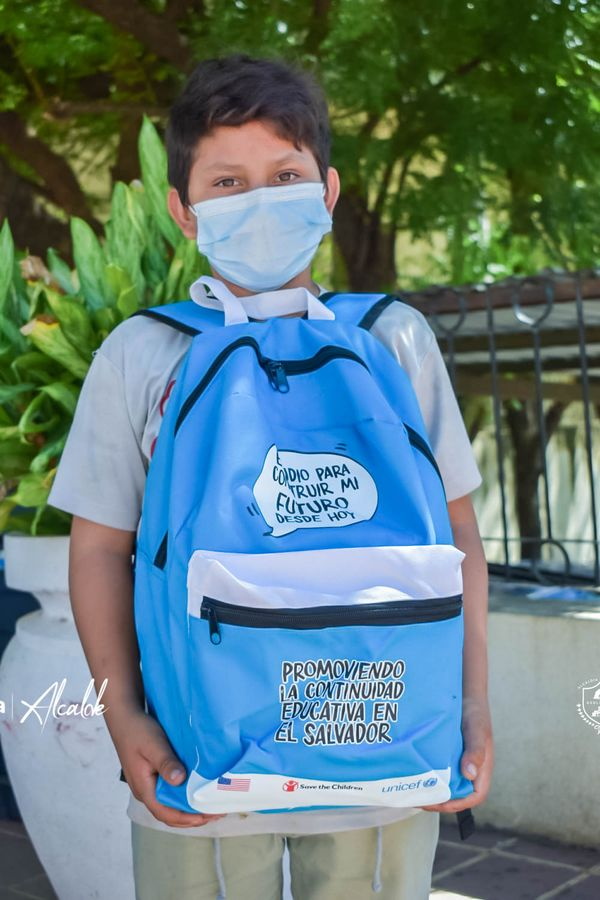 E
DIO PARA
TRUIR MI
FUTURO
DESDE HOY
PROMOVIENDO
LA CONTINUIDAD
EDUCATIVA EN
EL SALVADOR
Save the Children
unicef
a | Alcalde